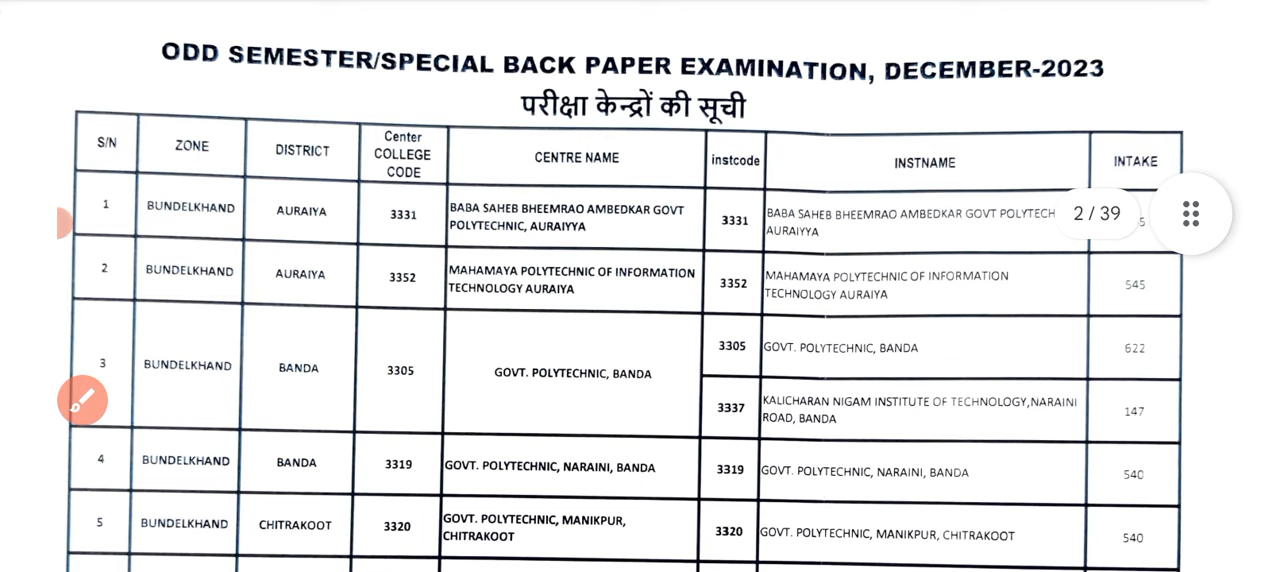 ODD SEMESTER/SPECIAL BACK PAPER EXAMINATION, DECEMBER-2023
परीक्षा केन्द्रों की सूची
S/N ZONE DISTRICT Center COLLEGE CODE CENTRE NAME instcode INSTNAME INTAKE
1 BUNDELKHAND AURAIYA 3331 BABA SAHEB BHEEMRAO AMBEDKAR GOVT POLYTECHNIC, AURAIYYA 3331 BABA SAHEB BHEEMRAO AMBEDKAR GOVT POLYTECH AURAIYYA
2 / 39
2 BUNDELKHAND AURAIYA 3352 MAHAMAYA POLYTECHNIC OF INFORMATION TECHNOLOGY AURAIYA 3352 MAHAMAYA POLYTECHNIC OF INFORMATION TECHNOLOGY AURAIYA 545
3 BUNDELKHAND BANDA 3305 GOVT. POLYTECHNIC, BANDA 3305 GOVT. POLYTECHNIC, BANDA 622
3337 KALICHARAN NIGAM INSTITUTE OF TECHNOLOGY,NARAINI ROAD, BANDA 147
4 BUNDELKHAND BANDA 3319 GOVT. POLYTECHNIC, NARAINI, BANDA 3319 GOVT. POLYTECHNIC, NARAINI, BANDA 540
5 BUNDELKHAND CHITRAKOOT 3320 GOVT. POLYTECHNIC, MANIKPUR, CHITRAKOOT 3320 GOVT. POLYTECHNIC, MANIKPUR, CHITRAKOOT 540